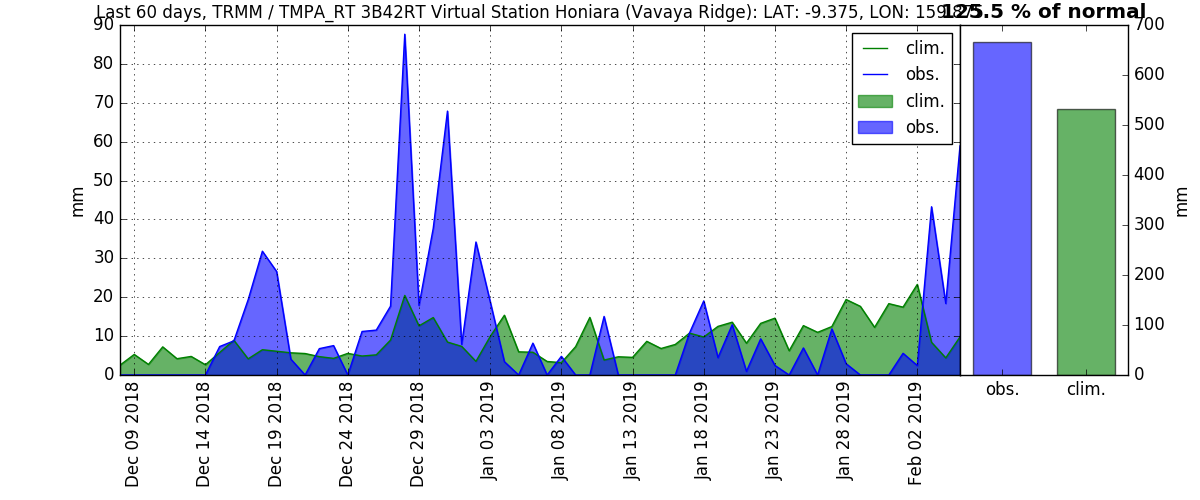 Last 60 days, TRMM / TMPA_RT 3B42RT Virtual Station Honiara (Vavaya Ridge): LAT: -9.375, LON:
125.5 % of normal
90
80
70
60
50
40
30
20
10
0
mm
clim.
obs.
clim.
obs.
700
600
500
400
300
200
100
0
mm
obs.
clim.
Dec 09 2018
Dec 14 2018
Dec 19 2018
Dec 24 2018
Dec 29 2018
Jan 03 2019
Jan 08 2019
Jan 13 2019
Jan 18 2019
Jan 23 2019
Jan 28 2019
Feb 02 2019